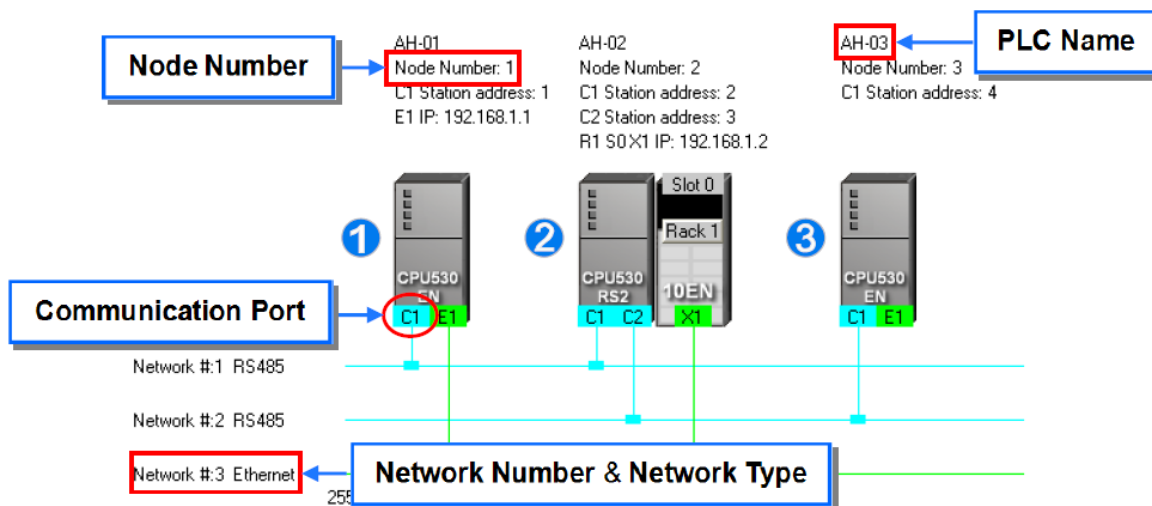 Node Number
AH-01
Node Number: 1
C1 Station address: 1
E1 IP: 192.168.1.1
AH-02
Node Number: 2
C1 Station address: 2
C2 Station address: 3
R1 S0 X1 IP: 192.168.1.2
AH-03
Node Number: 3
C1 Station address: 4
PLC Name
1
CPU530
EN
C1 E1
2
CPU530
RS2
C1 C2
Slot 0
Rack 1
10EN
X1
3
CPU530
EN
C1 E1
Communication Port
Network #:1 RS485
Network #:2 RS485
Network #:3 Ethernet
Network Number & Network Type